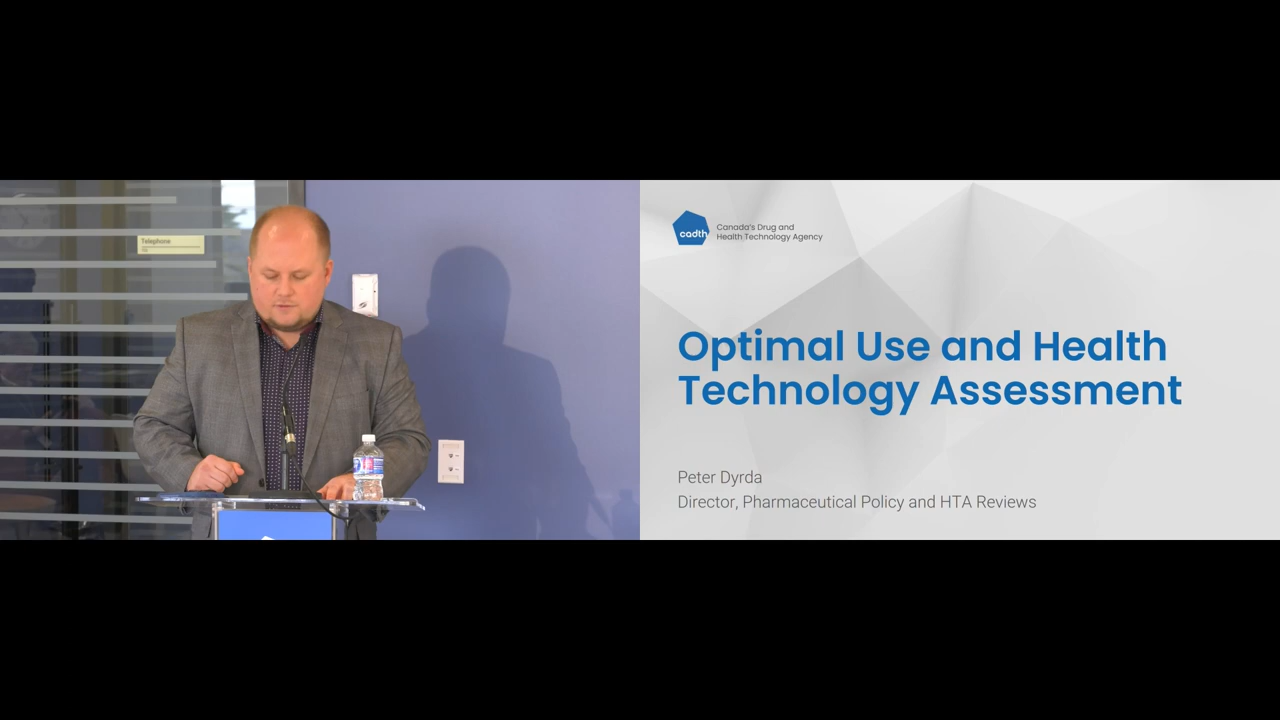 Telephone
cadth
Canada's Drug and
Health Technology Agency
Optimal Use and Health
Technology Assessment
Peter Dyrda
Director, Pharmaceutical Policy and HTA Reviews